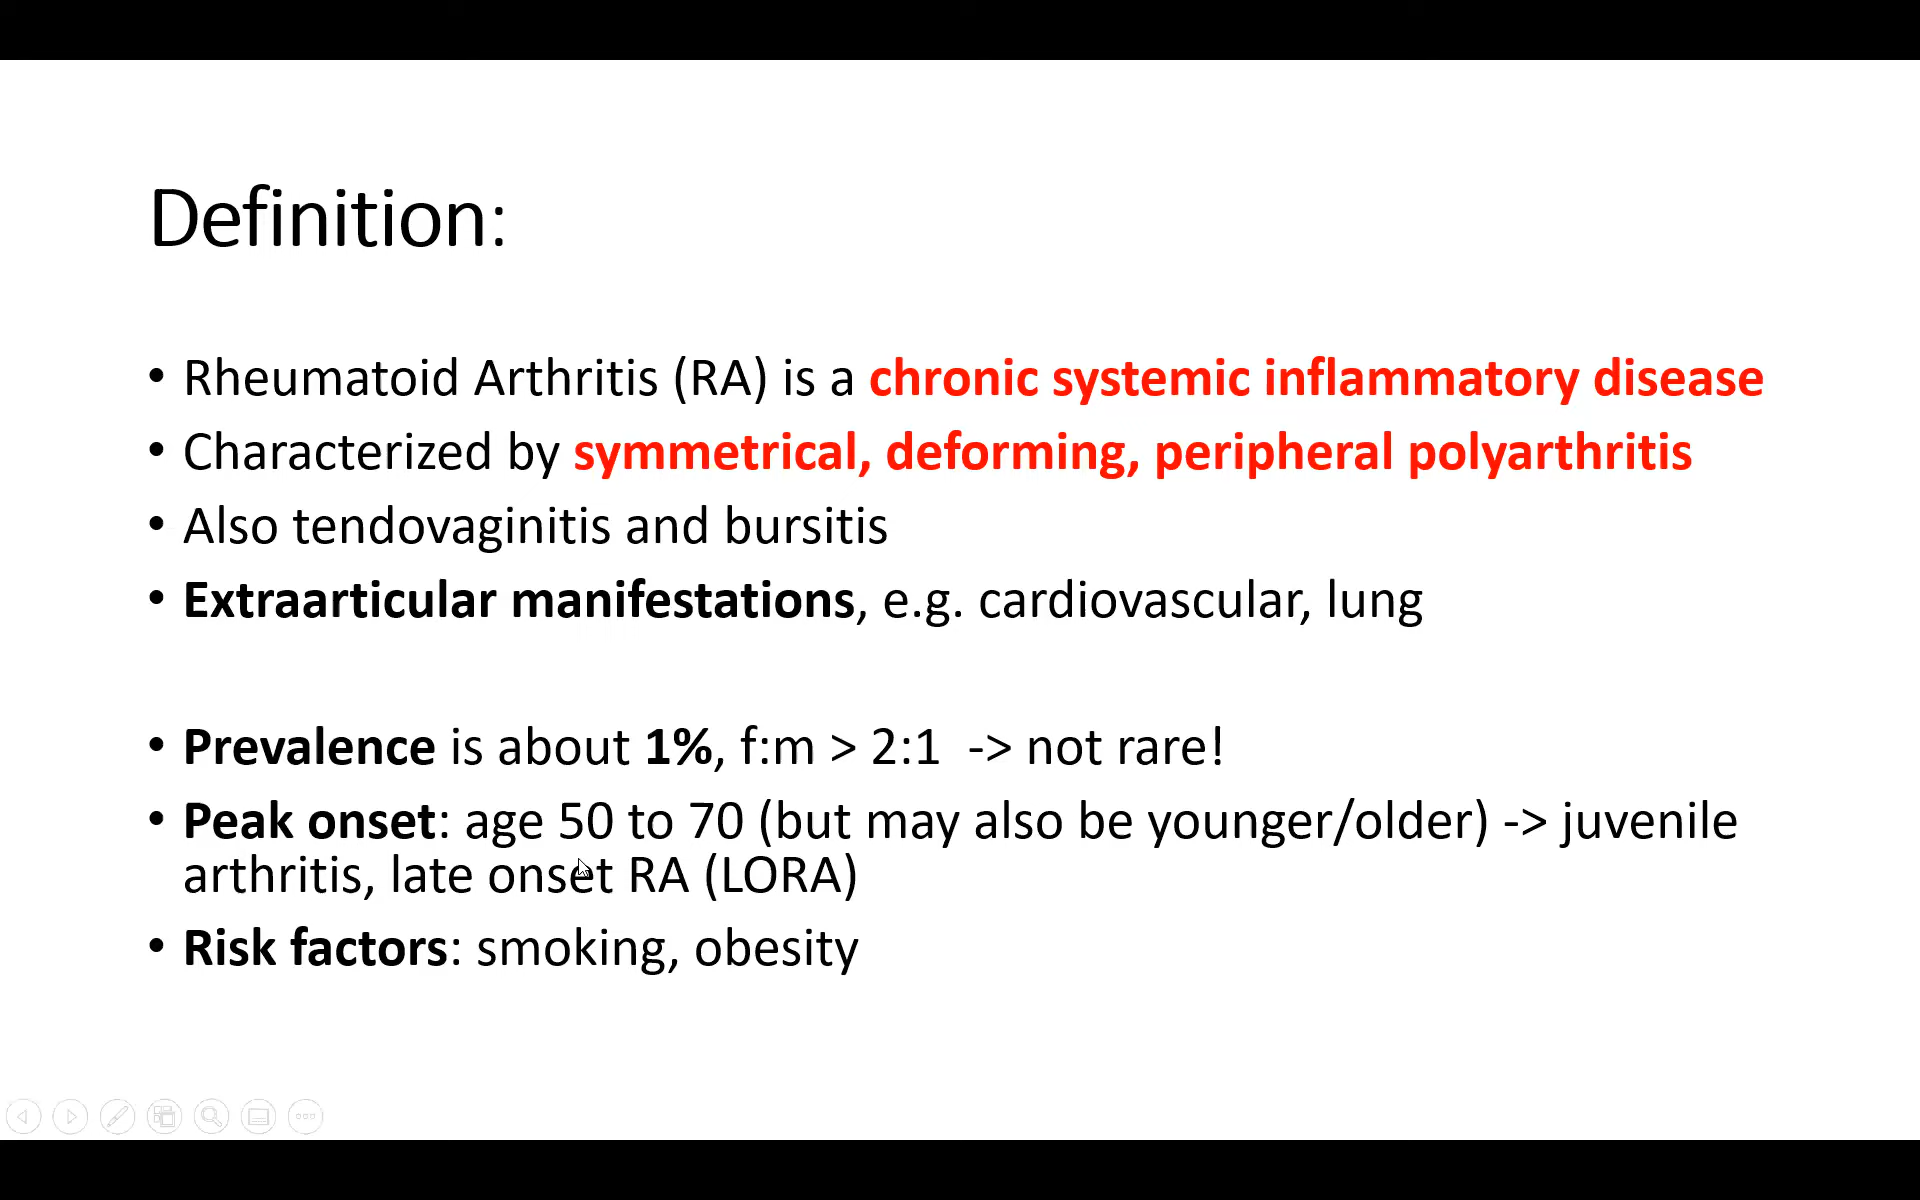 Definition:
• Rheumatoid Arthritis (RA) is a chronic systemic inflammatory disease
• Characterized by symmetrical, deforming, peripheral polyarthritis
• Also tendovaginitis and bursitis
• Extraarticular manifestations, e.g. cardiovascular, lung
• Prevalence is about 1%, f:m > 2:1 -> not rare!
• Peak onset: age 50 to 70 (but may also be younger/older) -> juvenile
arthritis, late onset RA (LORA)
• Risk factors: smoking, obesity